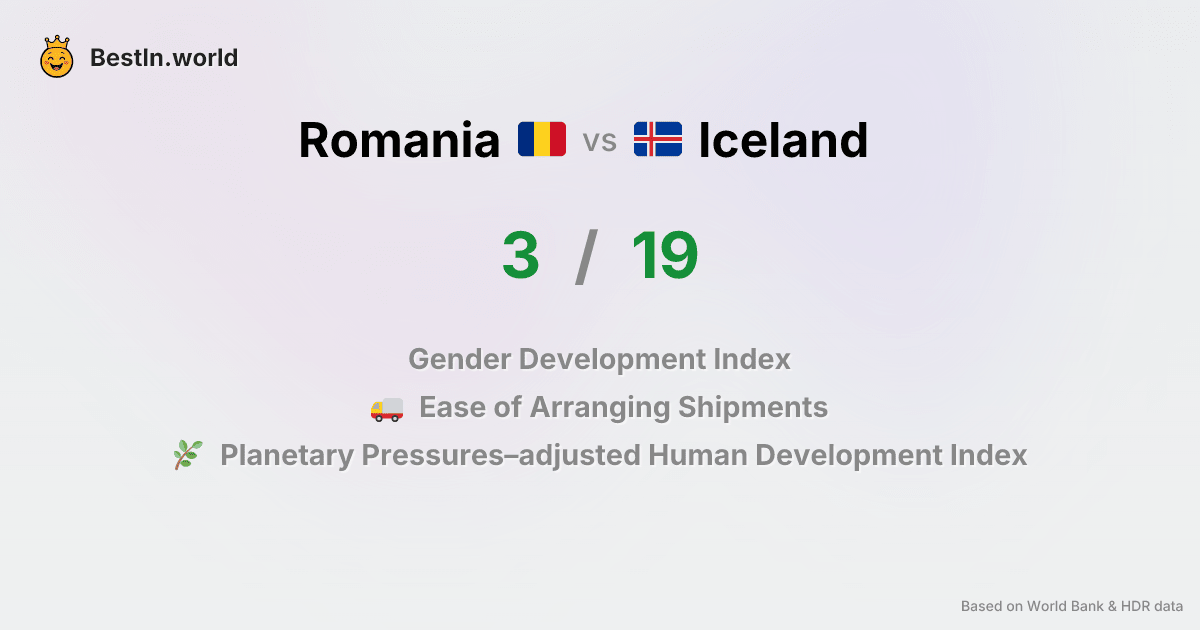 BestIn.world
Romania vs Iceland
3 / 19
Gender Development Index
Ease of Arranging Shipments
Planetary Pressures–adjusted Human Development Index
Based on World Bank & HDR data